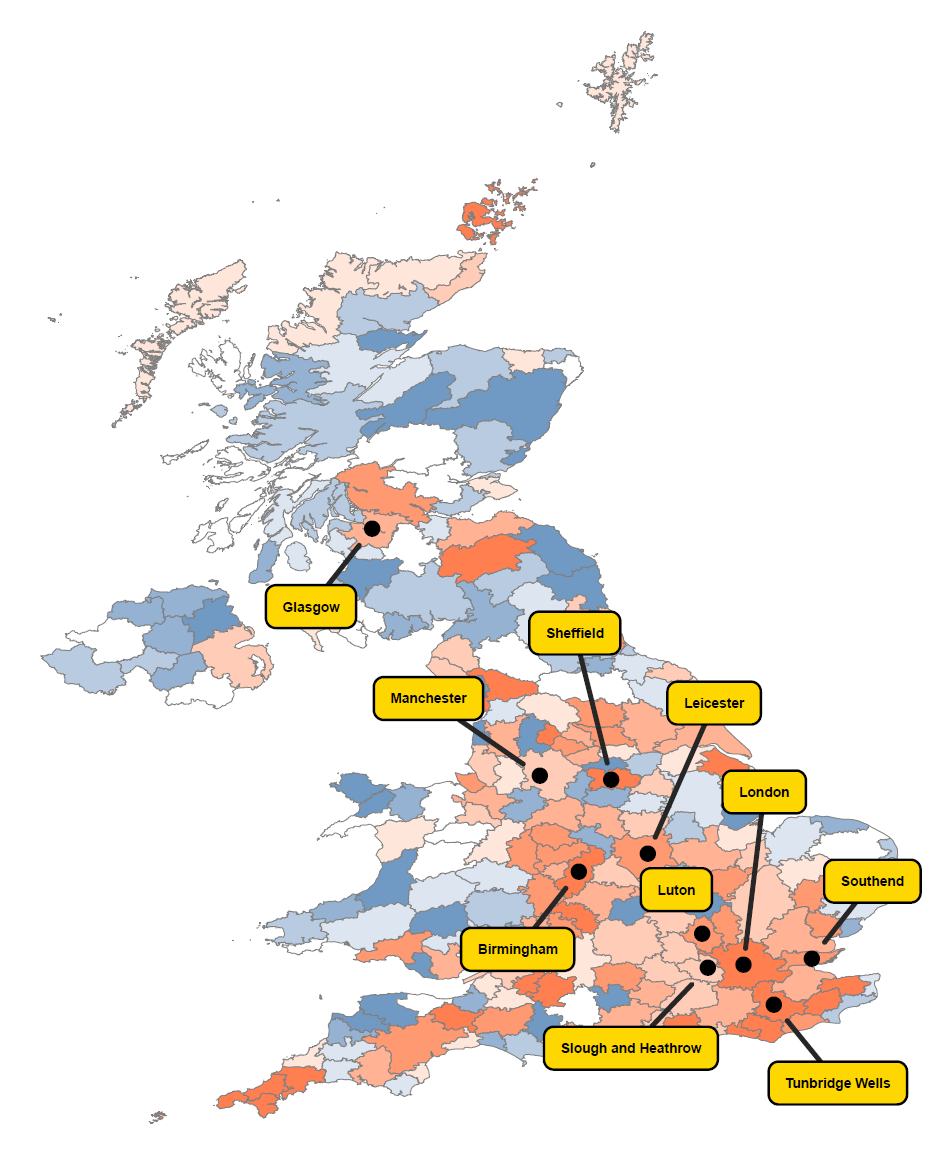 Glasgow
Sheffield
Manchester
Leicester
London
Southend
Luton
Birmingham
Slough and Heathrow
Tunbridge Wells